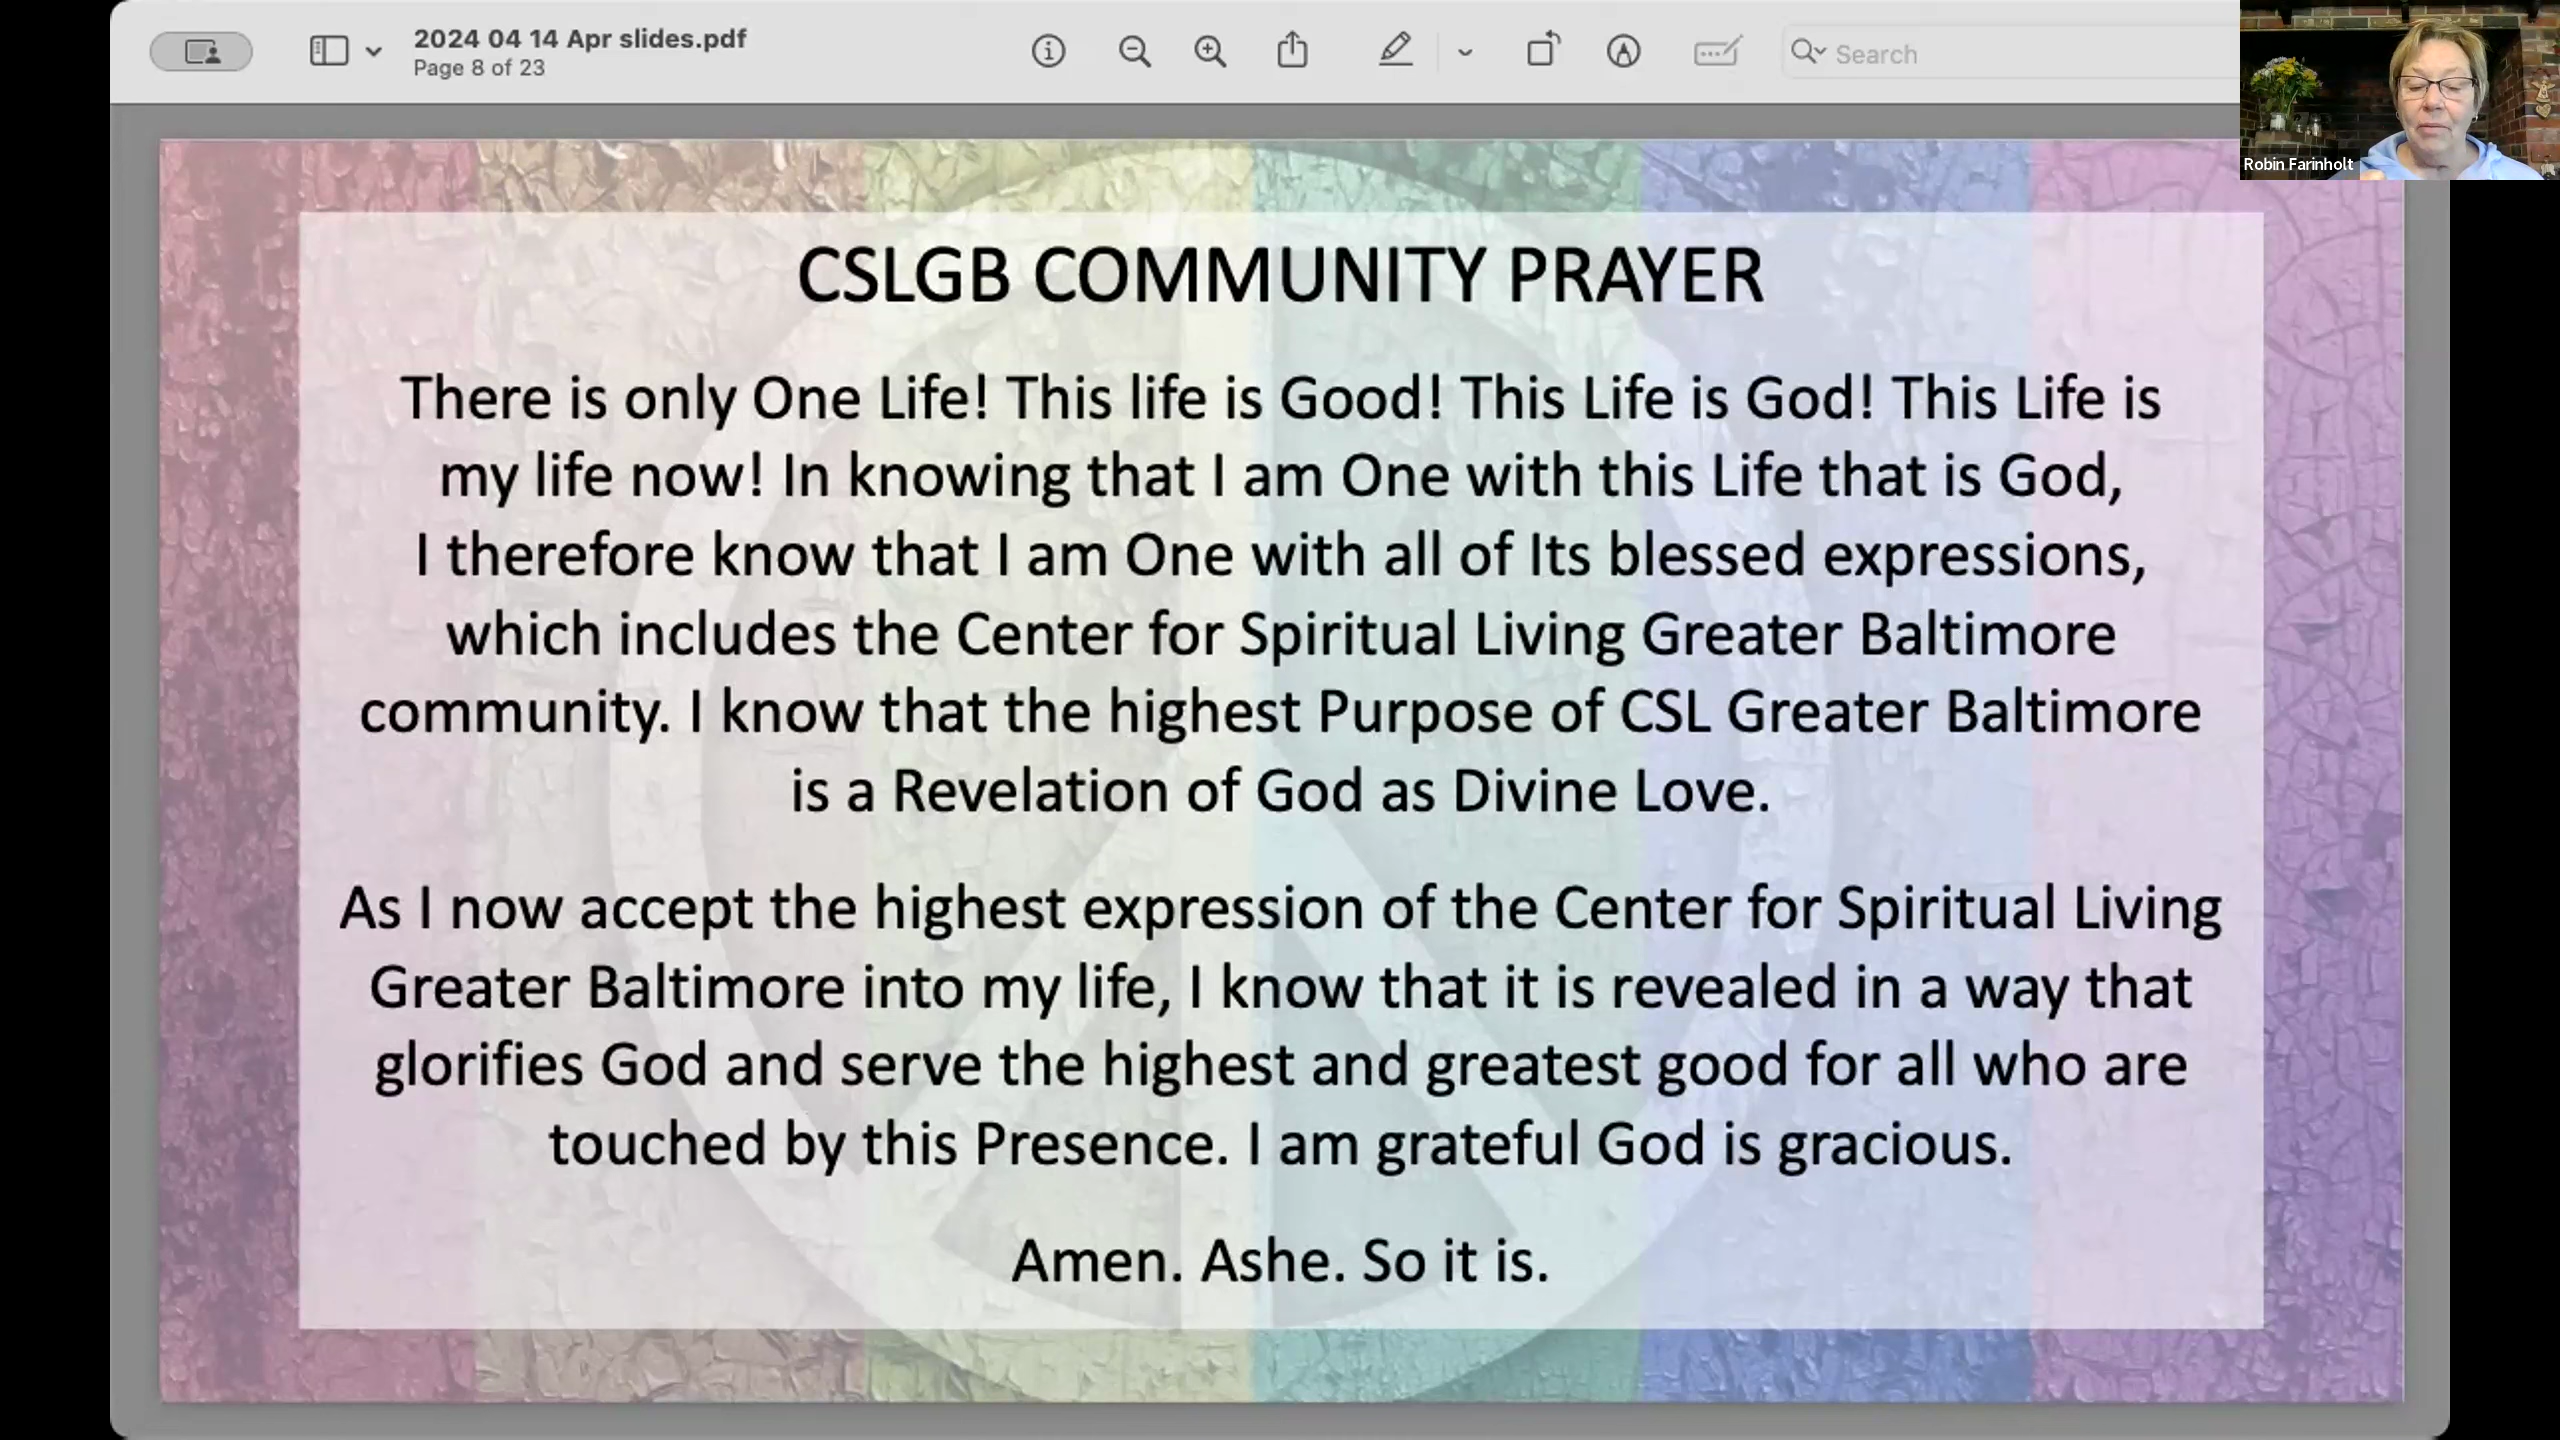 2024 04 14 Apr slides.pdf
Page 8 of 23
Search
Robin Farinholt
CSLGB COMMUNITY PRAYER
There is only One Life! This life is Good! This Life is God! This Life is
my life now! In knowing that I am One with this Life that is God,
I therefore know that I am One with all of Its blessed expressions,
which includes the Center for Spiritual Living Greater Baltimore
community. I know that the highest Purpose of CSL Greater Baltimore
is a Revelation of God as Divine Love.
As I now accept the highest expression of the Center for Spiritual Living
Greater Baltimore into my life, I know that it is revealed in a way that
glorifies God and serve the highest and greatest good for all who are
touched by this Presence. I am grateful God is gracious.
Amen. Ashe. So it is.